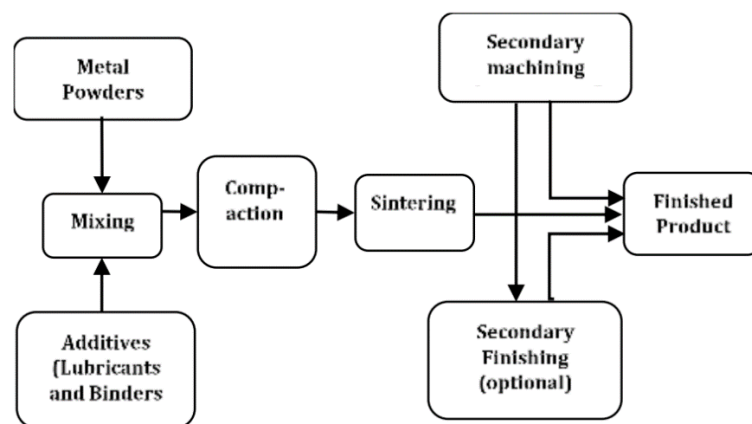 Metal
Powders
Mixing
Additives
(Lubricants
and Binders
Comp-
action
Sintering
Secondary
machining
Secondary
Finishing
(optional)
Finished
Product